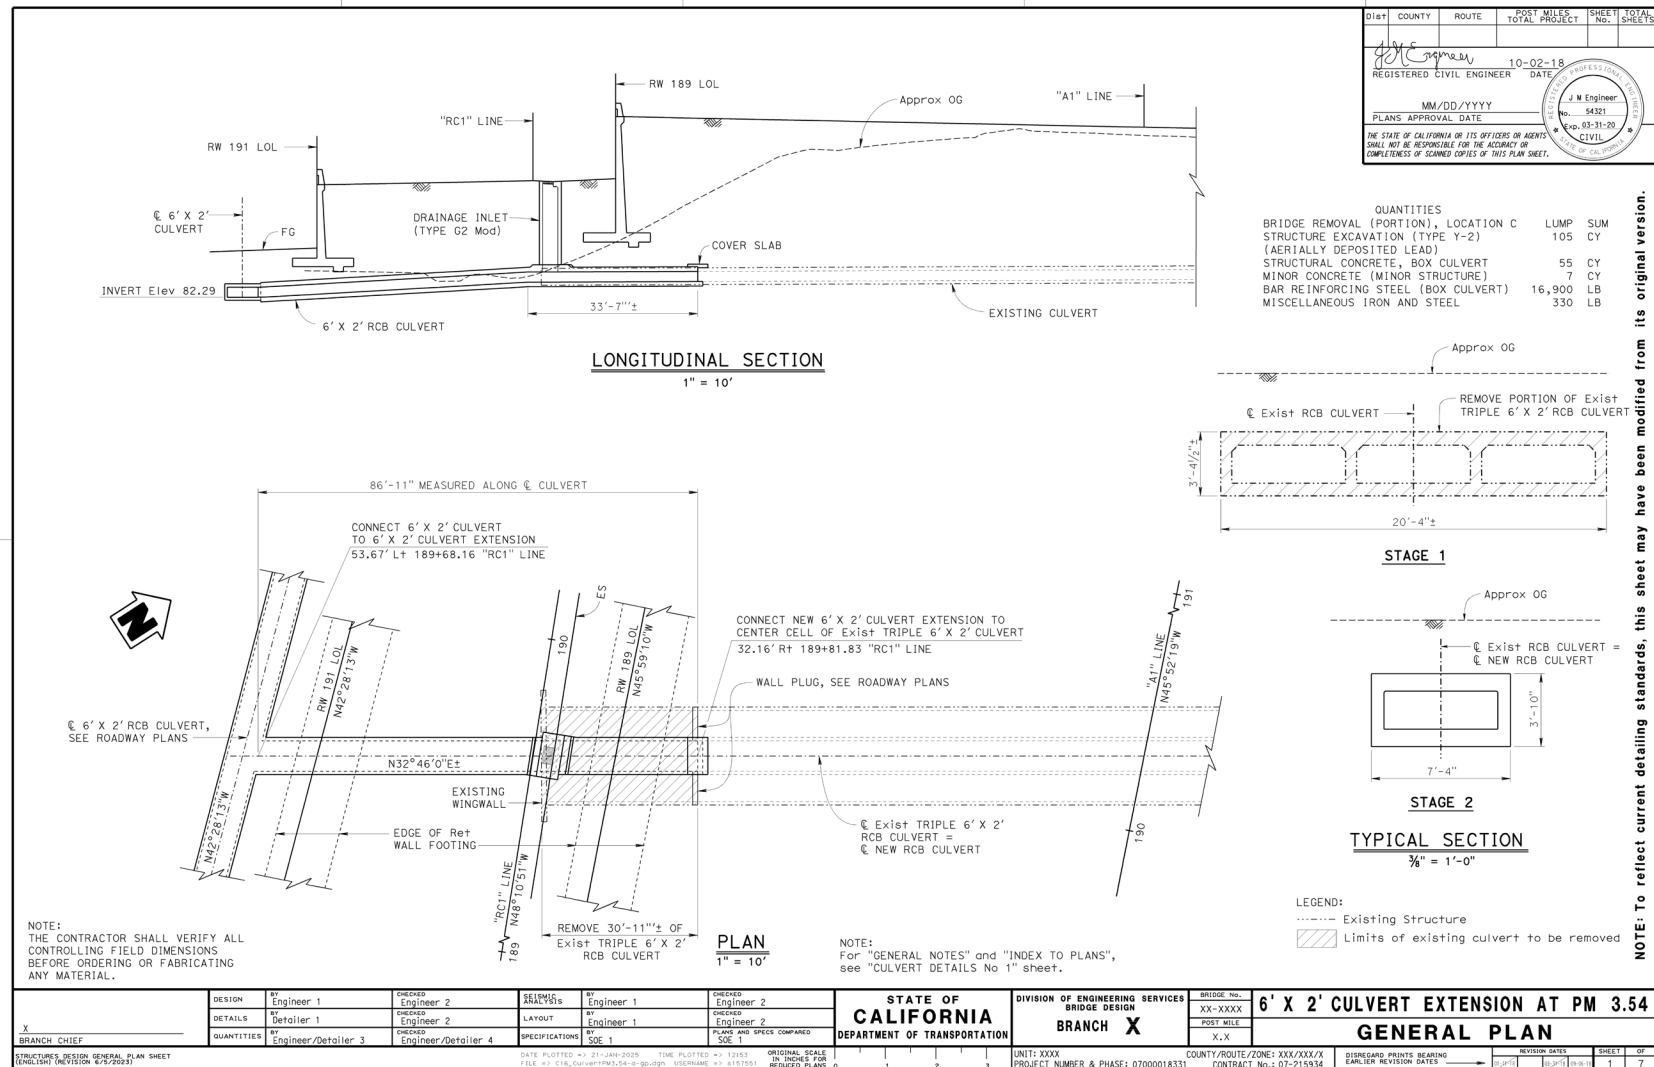 Dist COUNTY ROUTE POST MILES TOTAL PROJECT SHEET No. TOTAL SHEETS
J M Engineer
10-02-18
REGISTERED CIVIL ENGINEER DATE
MM/DD/YYYY
PLANS APPROVAL DATE
THE STATE OF CALIFORNIA OR ITS OFFICERS OR AGENTS
SHALL NOT BE RESPONSIBLE FOR THE ACCURACY OR
COMPLETENESS OF SCANNED COPIES OF THIS PLAN SHEET.
REGISTERED PROFESSIONAL ENGINEER
J M Engineer
No. 54321
Exp. 03-31-20
CIVIL
STATE OF CALIFORNIA
RW 189 LOL
Approx OG
"A1" LINE
"RC1" LINE
RW 191 LOL
℄ 6' X 2'
CULVERT
FG
DRAINAGE INLET
(TYPE G2 Mod)
COVER SLAB
INVERT Elev 82.29
33'-7"'±
6' X 2' RCB CULVERT
EXISTING CULVERT
LONGITUDINAL SECTION
1" = 10'
QUANTITIES
BRIDGE REMOVAL (PORTION), LOCATION C LUMP SUM
STRUCTURE EXCAVATION (TYPE Y-2) 105 CY
(AERIALLY DEPOSITED LEAD)
STRUCTURAL CONCRETE, BOX CULVERT 55 CY
MINOR CONCRETE (MINOR STRUCTURE) 7 CY
BAR REINFORCING STEEL (BOX CULVERT) 16,900 LB
MISCELLANEOUS IRON AND STEEL 330 LB
Approx OG
℄ Exist RCB CULVERT
REMOVE PORTION OF Exist
TRIPLE 6' X 2' RCB CULVERT
3'-4½"±
20'-4"±
STAGE 1
Approx OG
℄ Exist RCB CULVERT =
℄ NEW RCB CULVERT
3'-10"
7'-4"
STAGE 2
TYPICAL SECTION
⅜" = 1'-0"
LEGEND:
Existing Structure
Limits of existing culvert to be removed
NOTE: To reflect current detailing standards, this sheet may have been modified from its original version.
86'-11" MEASURED ALONG ℄ CULVERT
CONNECT 6' X 2' CULVERT
TO 6' X 2' CULVERT EXTENSION
53.67' Lt 189+68.16 "RC1" LINE
N
RW 191 LOL
N42°28'13"W
190
ES
RW 189 LOL
N45°59'10"W
CONNECT NEW 6' X 2' CULVERT EXTENSION TO
CENTER CELL OF Exist TRIPLE 6' X 2' CULVERT
32.16' Rt 189+81.83 "RC1" LINE
WALL PLUG, SEE ROADWAY PLANS
191
"A1" LINE
N45°52'19"W
190
℄ 6' X 2' RCB CULVERT,
SEE ROADWAY PLANS
N32°46'0"E±
EXISTING
WINGWALL
N42°28'13"W
EDGE OF Ret
WALL FOOTING
℄ Exist TRIPLE 6' X 2'
RCB CULVERT =
℄ NEW RCB CULVERT
"RC1" LINE
N48°10'51"W
189
REMOVE 30'-11"'± OF
Exist TRIPLE 6' X 2'
RCB CULVERT
PLAN
1" = 10'
NOTE:
THE CONTRACTOR SHALL VERIFY ALL
CONTROLLING FIELD DIMENSIONS
BEFORE ORDERING OR FABRICATING
ANY MATERIAL.
NOTE:
For "GENERAL NOTES" and "INDEX TO PLANS",
see "CULVERT DETAILS No 1" sheet.
X
BRANCH CHIEF
DESIGN BY Engineer 1 CHECKED Engineer 2
DETAILS BY Detailer 1 CHECKED Engineer 2
QUANTITIES BY Engineer/Detailer 3 CHECKED Engineer/Detailer 4
SEISMIC ANALYSIS BY Engineer 1 CHECKED Engineer 2
LAYOUT BY Engineer 1 CHECKED Engineer 2
SPECIFICATIONS BY SOE 1 PLANS AND SPECS COMPARED SOE 1
STATE OF
CALIFORNIA
DEPARTMENT OF TRANSPORTATION
DIVISION OF ENGINEERING SERVICES
BRIDGE DESIGN
BRANCH X
BRIDGE No.
XX-XXXX
POST MILE
X.X
6' X 2' CULVERT EXTENSION AT PM 3.54
GENERAL PLAN
STRUCTURES DESIGN GENERAL PLAN SHEET
(ENGLISH) (REVISION 6/5/2023)
DATE PLOTTED => 21-JAN-2025 TIME PLOTTED => 12:53
FILE => C16_CulvertPM3.54-a-gp.dgn USERNAME => s157551
ORIGINAL SCALE
IN INCHES FOR
REDUCED PLANS
0 1 2 3
UNIT: XXXX
PROJECT NUMBER & PHASE: 07000018331
COUNTY/ROUTE/ZONE: XXX/XXX/X
CONTRACT No.: 07-215934
DISREGARD PRINTS BEARING
EARLIER REVISION DATES
REVISION DATES
SHEET OF
1 7